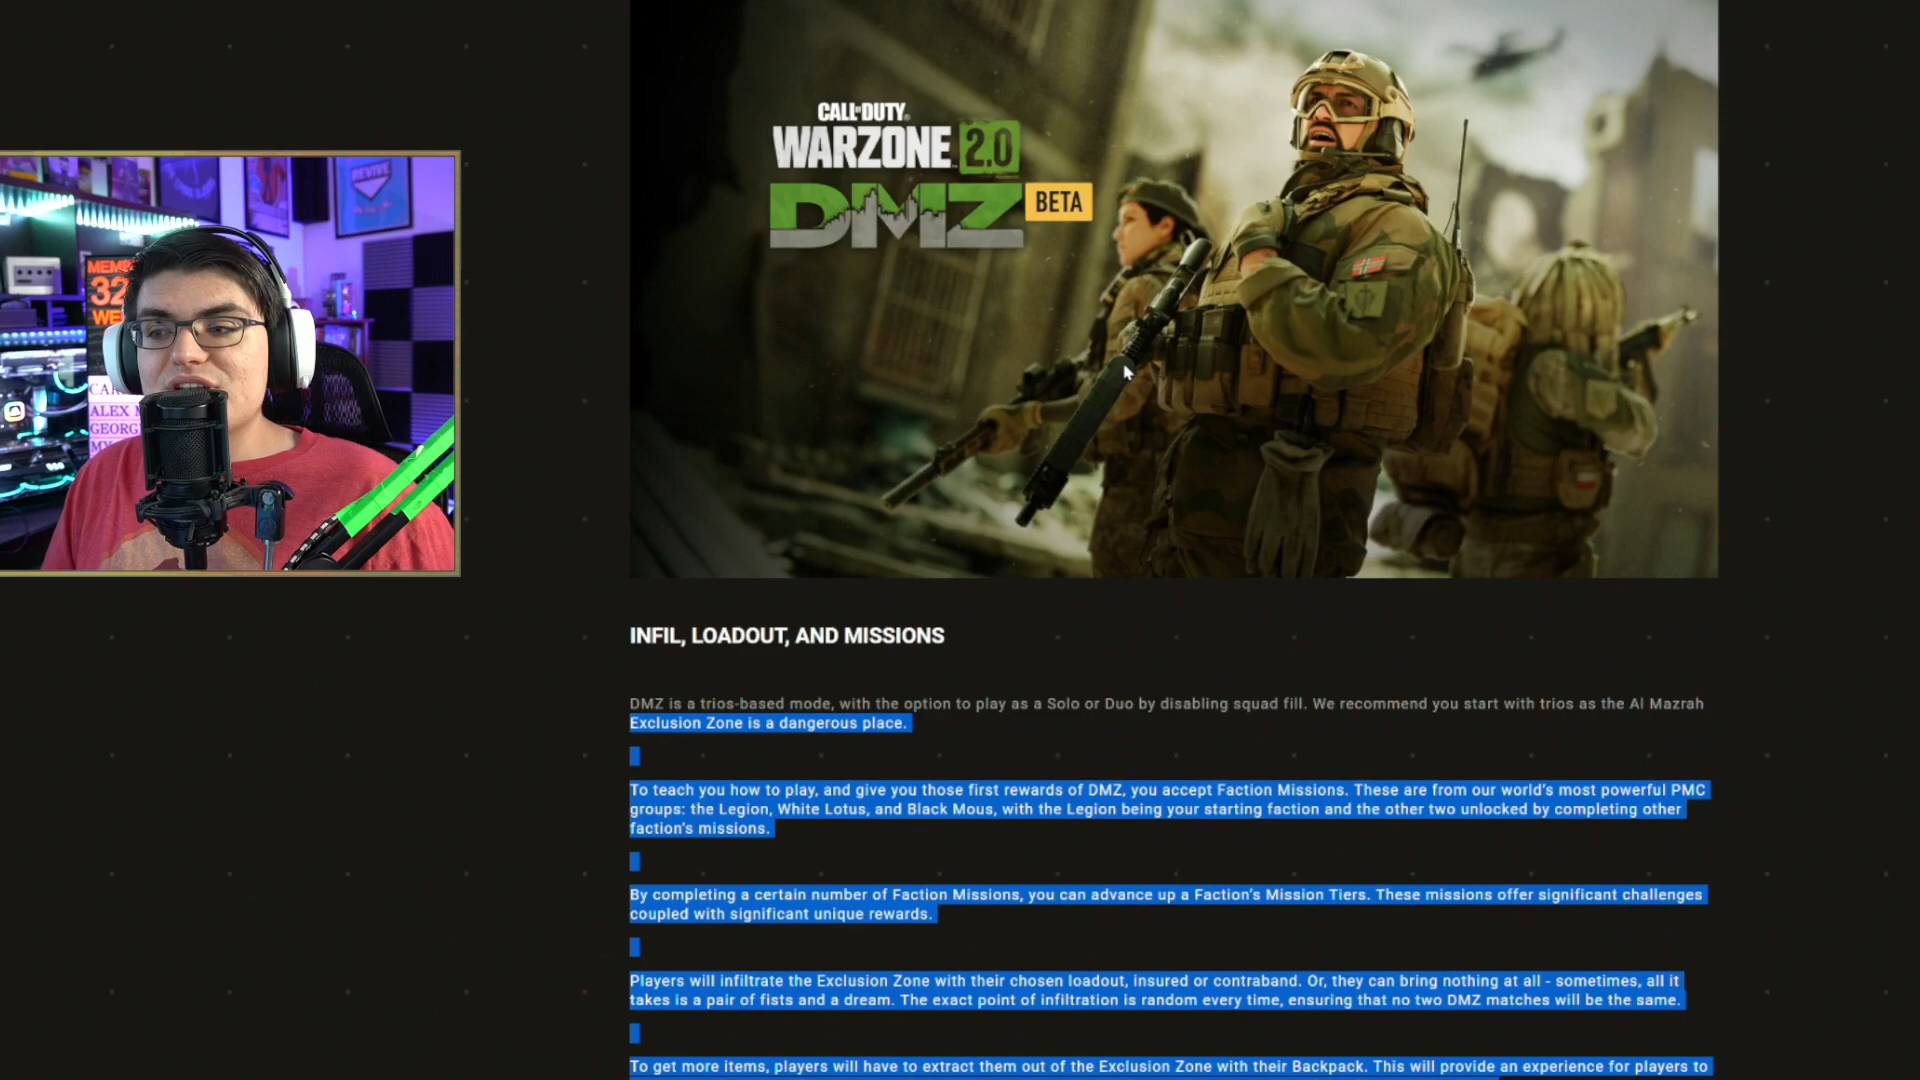 CALL OF DUTY
WARZONE 2.0
DMZ BETA
REVIVE
32
ALEX
INFIL, LOADOUT, AND MISSIONS
DMZ is a trios-based mode, with the option to play as a Solo or Duo by disabling squad fill. We recommend you start with trios as the Al Mazrah
Exclusion Zone is a dangerous place.
To teach you how to play, and give you those first rewards of DMZ, you accept Faction Missions. These are from our world's most powerful PMC
groups: the Legion, White Lotus, and Black Mous, with the Legion being your starting faction and the other two unlocked by completing other
faction's missions.
By completing a certain number of Faction Missions, you can advance up a Faction's Mission Tiers. These missions offer significant challenges
coupled with significant unique rewards.
Players will infiltrate the Exclusion Zone with their chosen loadout, insured or contraband. Or, they can bring nothing at all - sometimes, all it
takes is a pair of fists and a dream. The exact point of infiltration is random every time, ensuring that no two DMZ matches will be the same.
To get more items, players will have to extract them out of the Exclusion Zone with their Backpack. This will provide an experience for players to